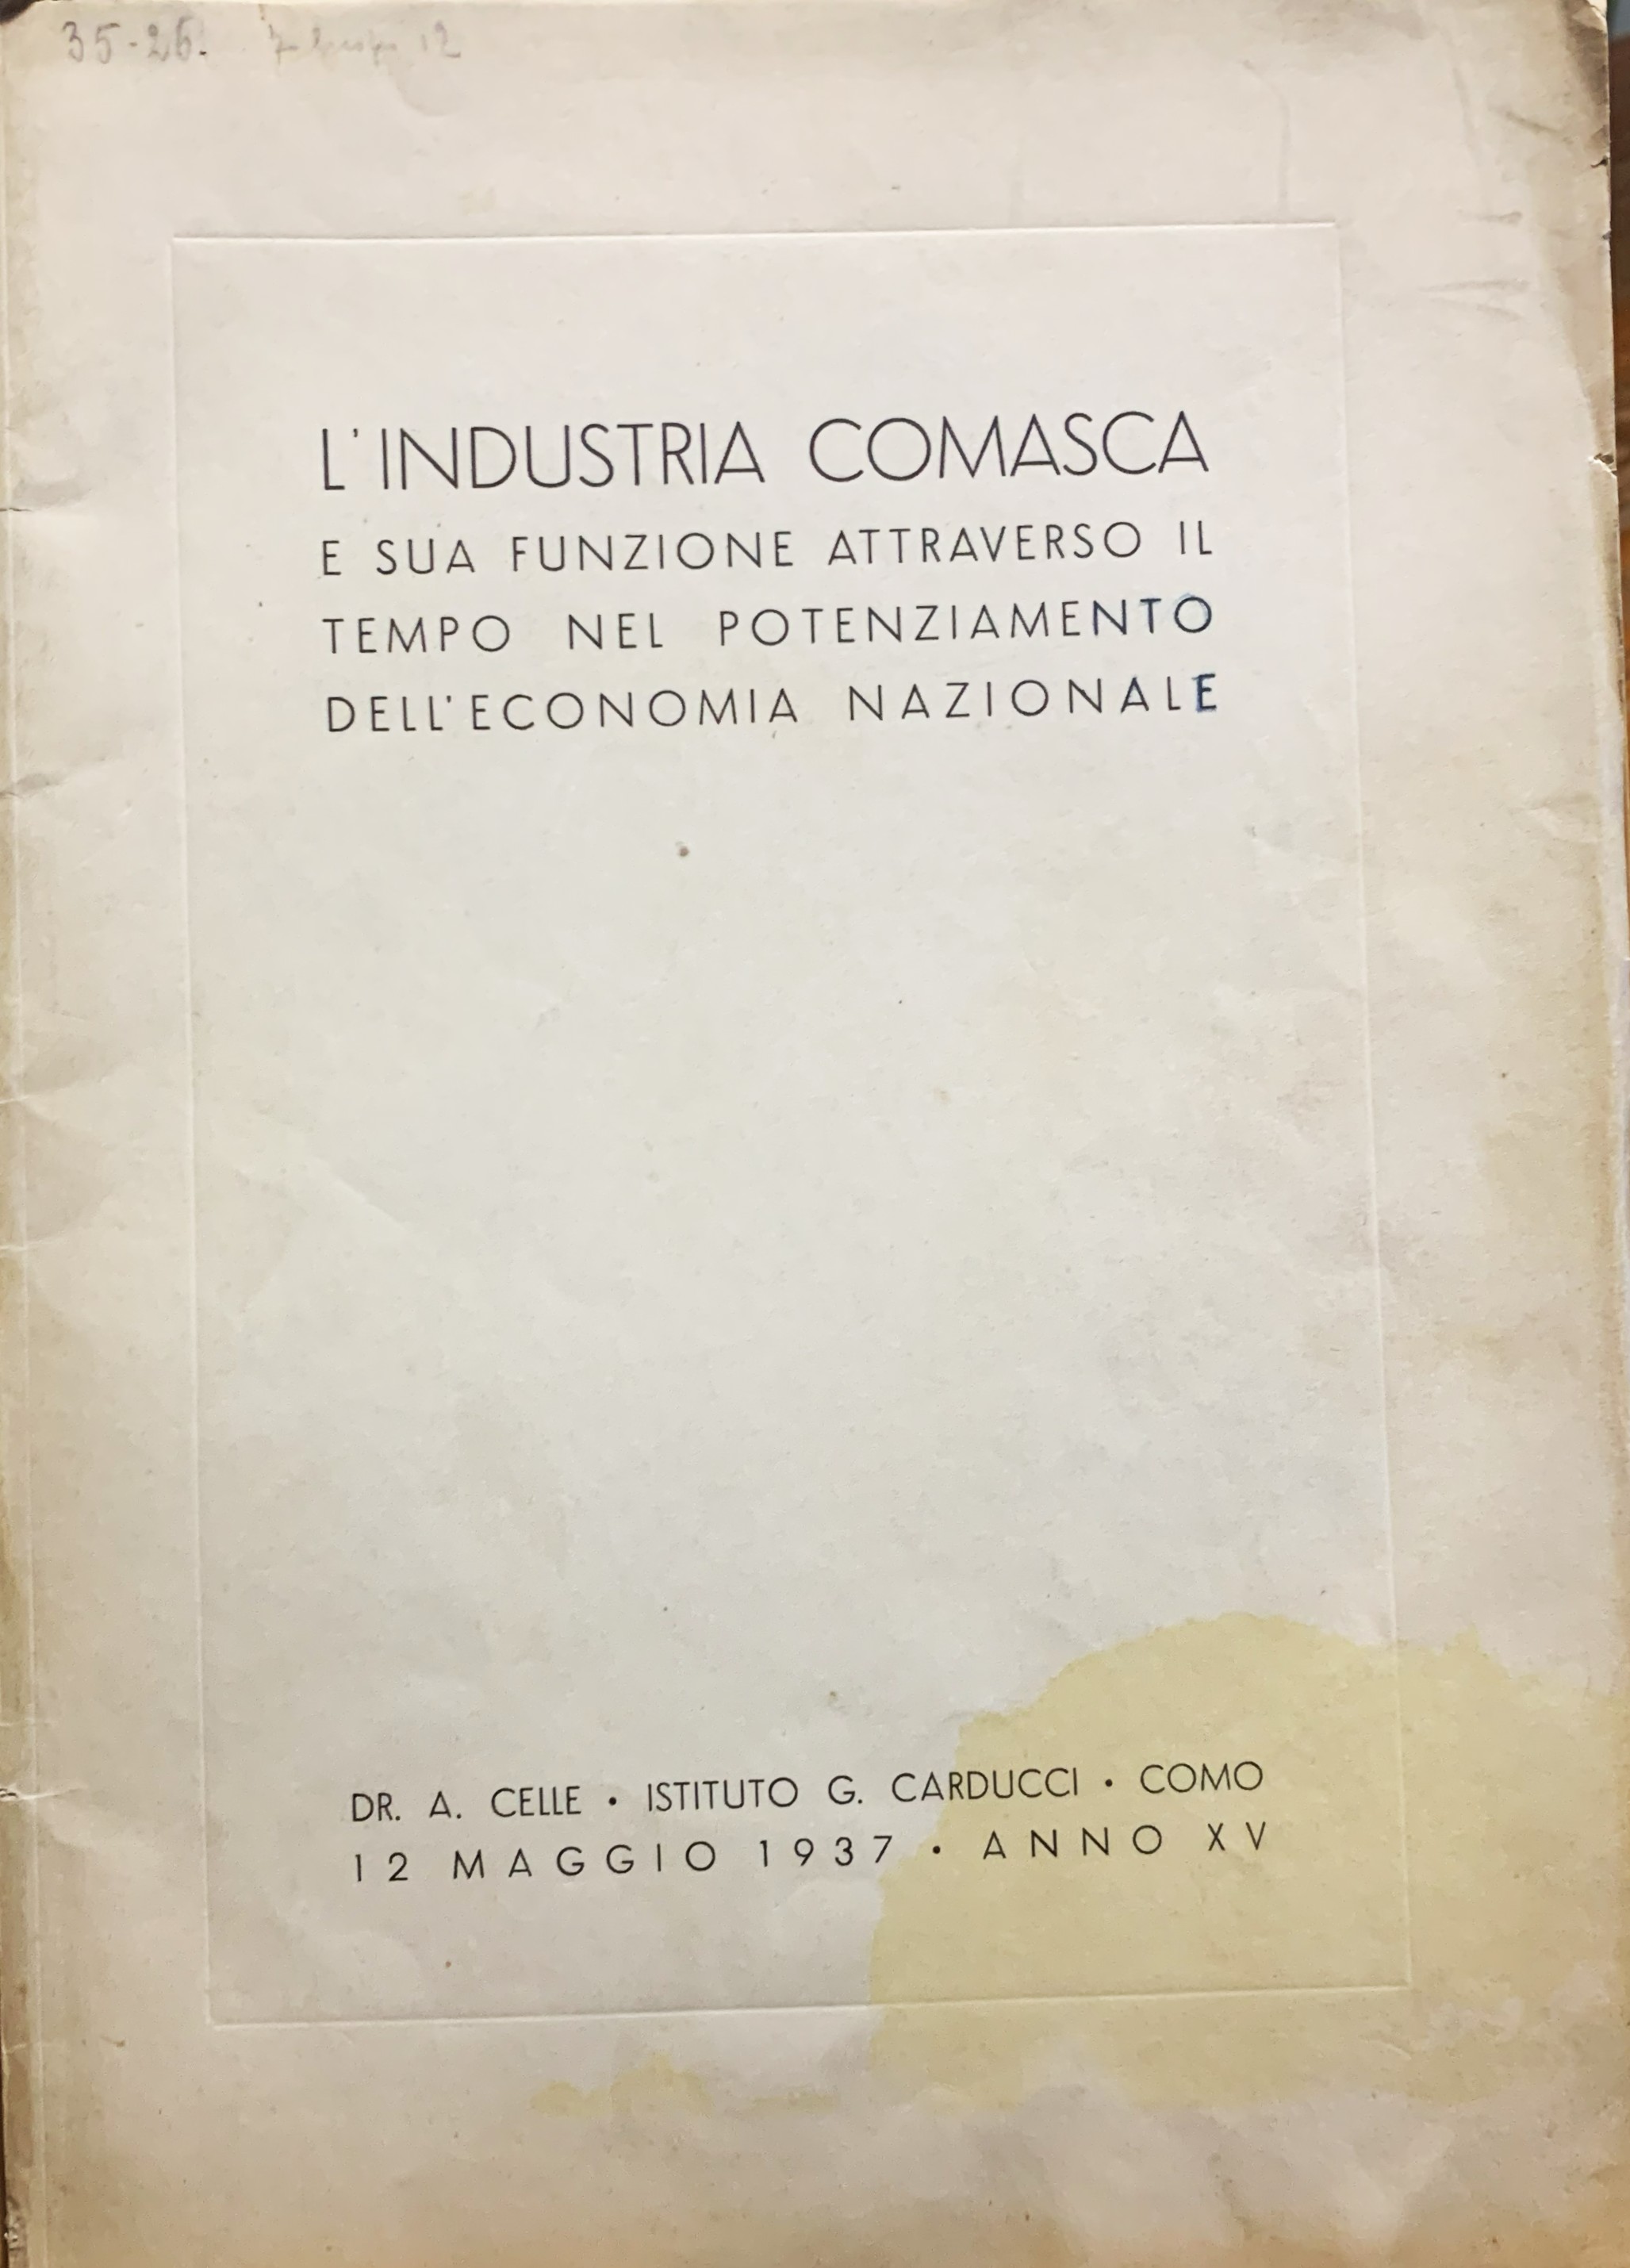 35-26. 12
L'INDUSTRIA COMASCA
E SUA FUNZIONE ATTRAVERSO IL
TEMPO NEL POTENZIAMENTO
DELL'ECONOMIA NAZIONALE
DR. A. CELLE • ISTITUTO G. CARDUCCI • COMO
12 MAGGIO 1937 • ANNO XV